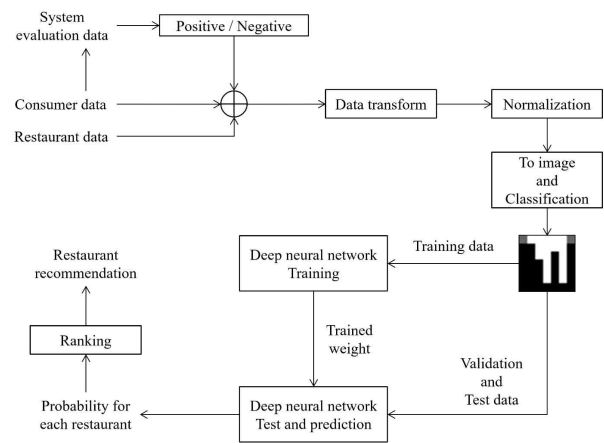 System
evaluation data
Positive / Negative
Consumer data
Restaurant data
Data transform
Normalization
To image
and
Classification
Training data
Deep neural network
Training
Restaurant
recommendation
Trained
weight
Ranking
Validation
and
Test data
Probability for
each restaurant
Deep neural network
Test and prediction